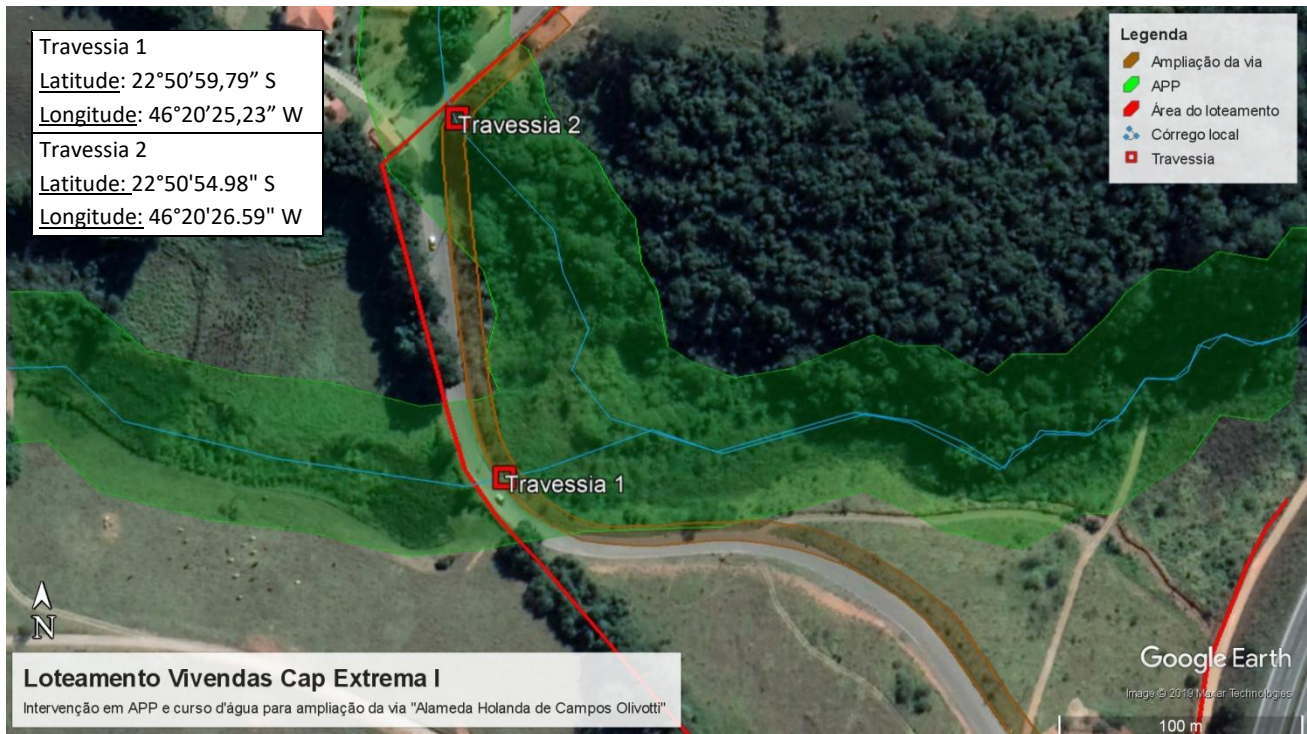 Travessia 1
Latitude: 22°50’59,79” S
Longitude: 46°20’25,23” W
Travessia 2
Latitude: 22°50'54.98" S
Longitude: 46°20'26.59" W
Legenda
Ampliação da via
APP
Área do loteamento
Córrego local
Travessia
Travessia 2
Travessia 1
N
Loteamento Vivendas Cap Extrema I
Intervenção em APP e curso d'água para ampliação da via "Alameda Holanda de Campos Olivotti"
Google Earth
Image © 2019 Maxar Technologies
100 m